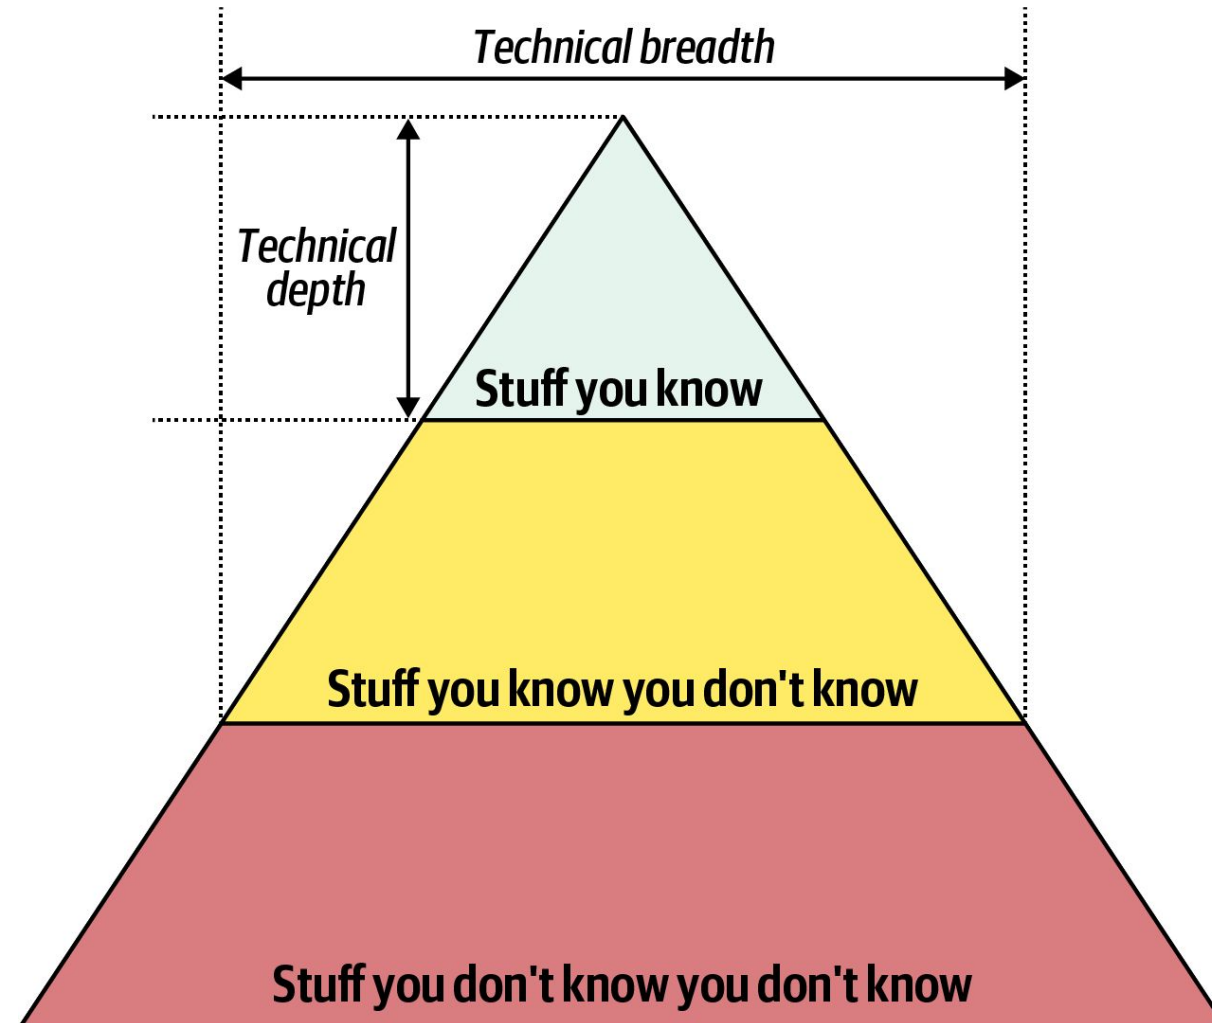 Technical breadth
Technical
depth
Stuff you know
Stuff you know you don't know
Stuff you don't know you don't know